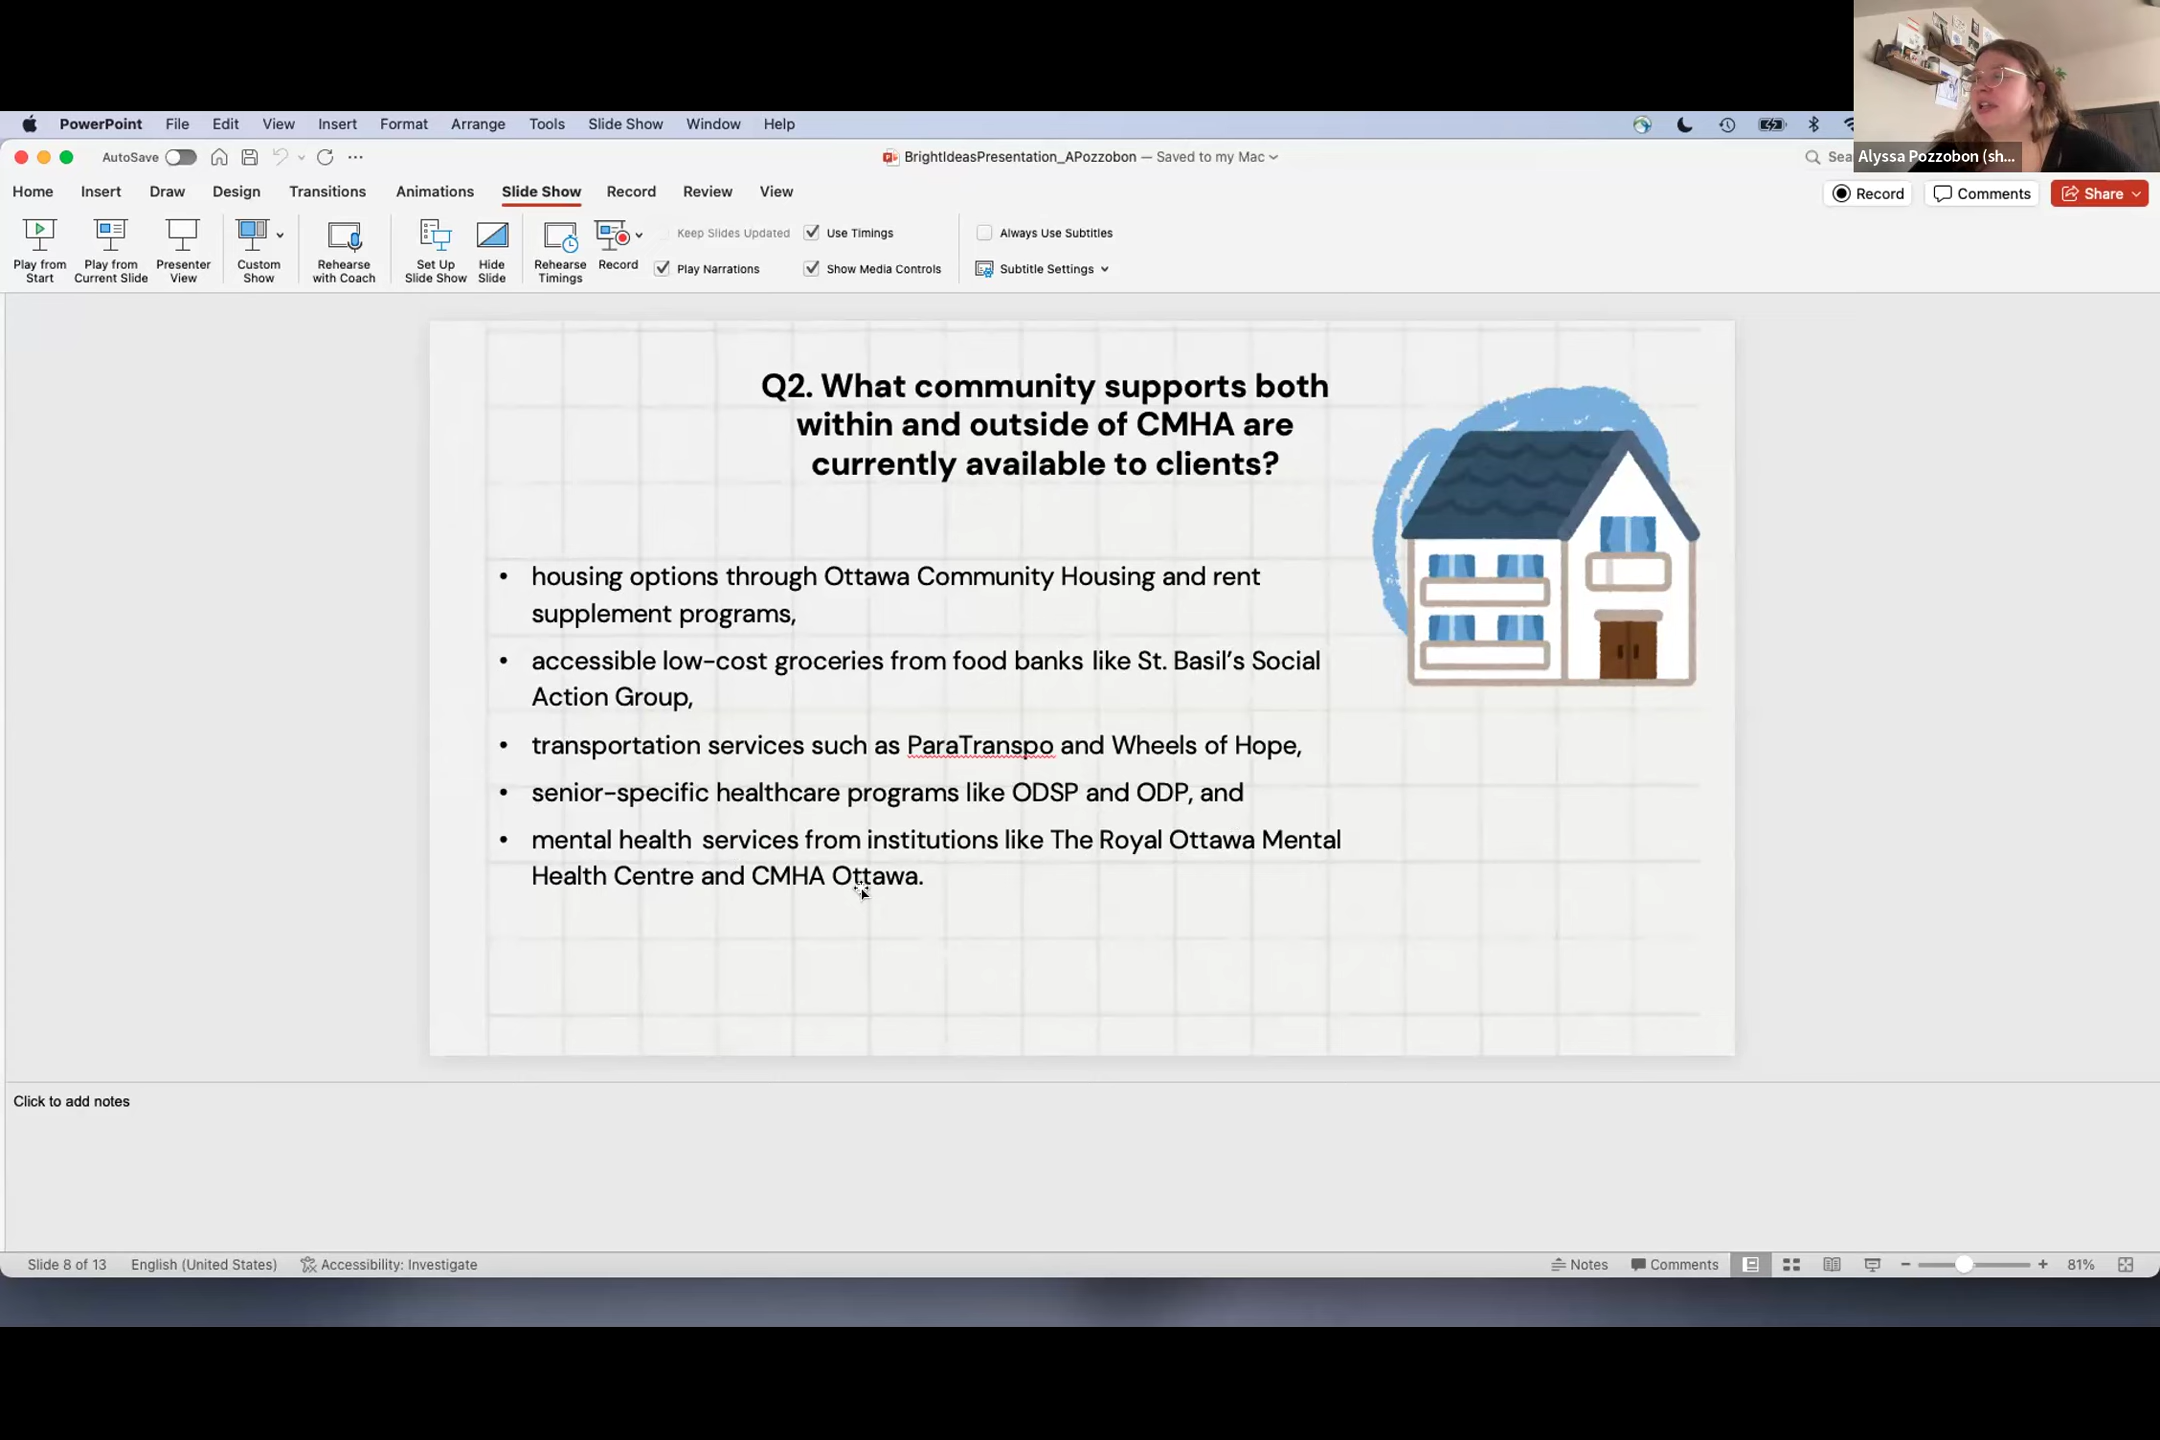 PowerPoint File Edit View Insert Format Arrange Tools Slide Show Window Help
AutoSave
BrightIdeasPresentation_APozzobon — Saved to my Mac
Alyssa Pozzobon (sh...
Home Insert Draw Design Transitions Animations Slide Show Record Review View
Record Comments Share
Play from Start
Play from Current Slide
Presenter View
Custom Show
Rehearse with Coach
Set Up Slide Show
Hide Slide
Rehearse Timings
Record
Keep Slides Updated
Play Narrations
Use Timings
Show Media Controls
Always Use Subtitles
Subtitle Settings
Q2. What community supports both
within and outside of CMHA are
currently available to clients?
• housing options through Ottawa Community Housing and rent
supplement programs,
• accessible low-cost groceries from food banks like St. Basil’s Social
Action Group,
• transportation services such as ParaTranspo and Wheels of Hope,
• senior-specific healthcare programs like ODSP and ODP, and
• mental health services from institutions like The Royal Ottawa Mental
Health Centre and CMHA Ottawa.
Click to add notes
Slide 8 of 13 English (United States) Accessibility: Investigate Notes Comments 81%